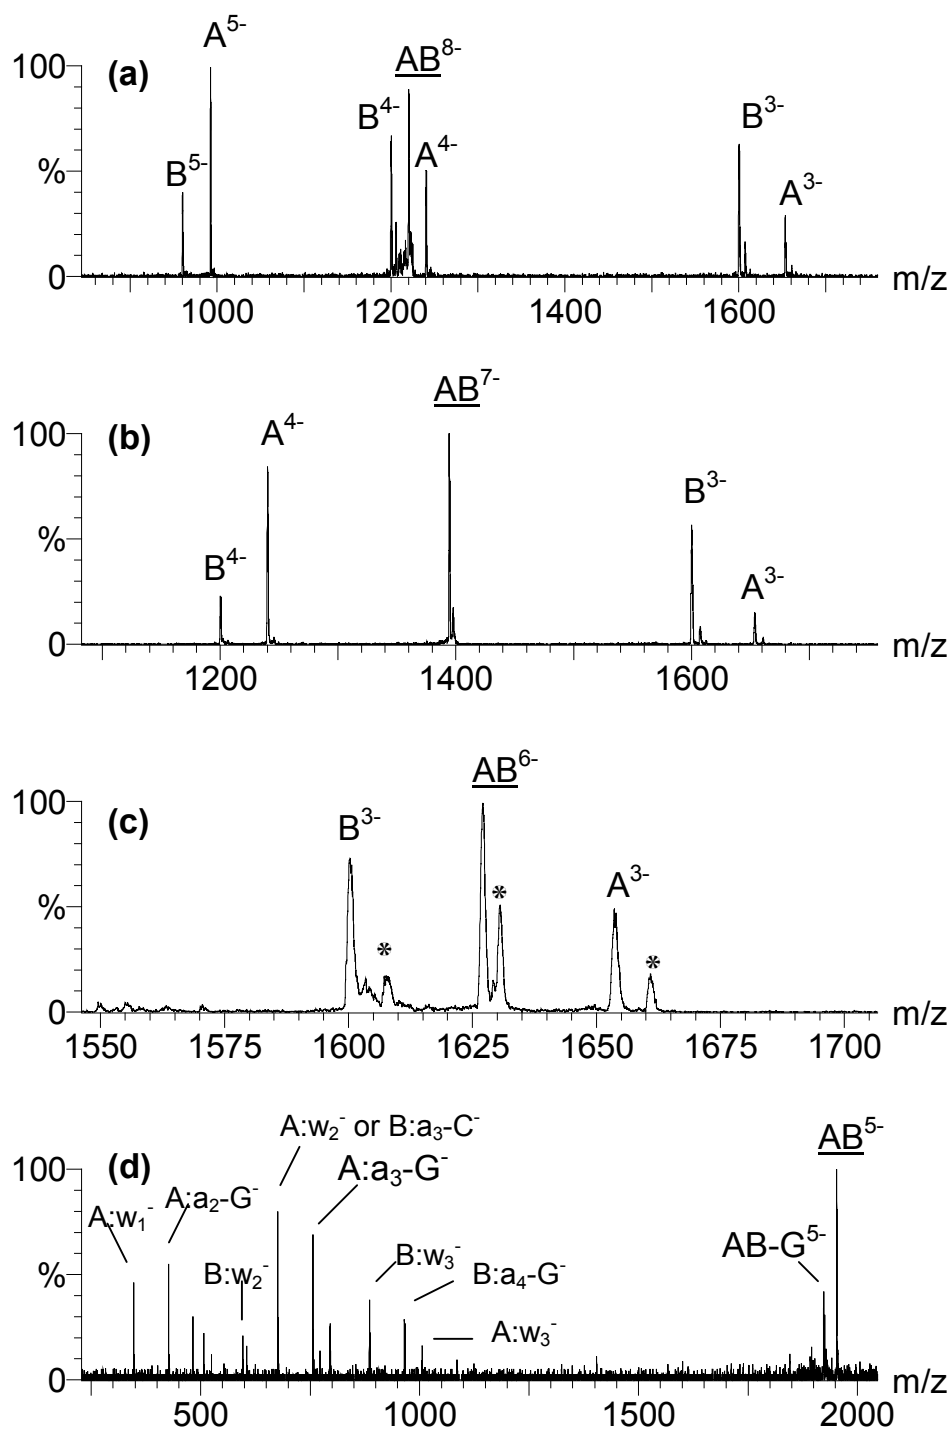 A5-
100 (a) AB8-
B4- B3-
% B5- A4- A3-
0 m/z
1000 1200 1400 1600
AB7-
100 (b) A4-
B3-
% B4- A3-
0 m/z
1200 1400 1600
AB6-
100 (c) B3-
A3-
% * * *
0 m/z
1550 1575 1600 1625 1650 1675 1700
A:w2- or B:a3-C-
100 (d) A:a3-G- AB5-
A:w1- A:a2-G-
B:w3- AB-G5-
% B:w2- B:a4-G-
A:w3-
0 m/z
500 1000 1500 2000